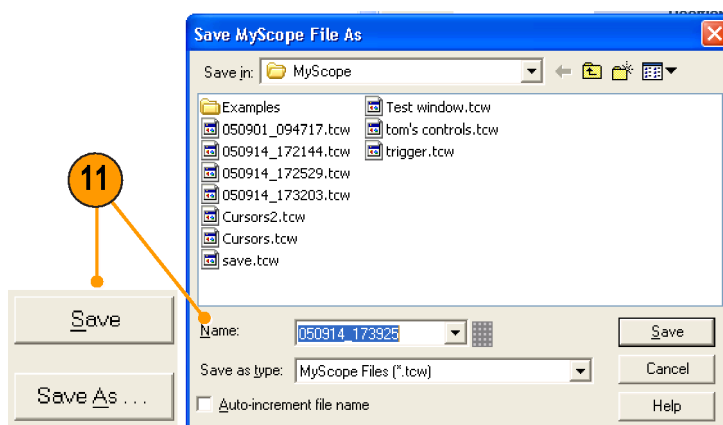 Save MyScope File As
Save in: MyScope
Examples
050901_094717.tcw
050914_172144.tcw
050914_172529.tcw
050914_173203.tcw
Cursors2.tcw
Cursors.tcw
save.tcw
Test window.tcw
tom's controls.tcw
trigger.tcw
11
Save
Save As . . .
Name: 050914_173925 Save
Save as type: MyScope Files (*.tcw) Cancel
Auto-increment file name Help